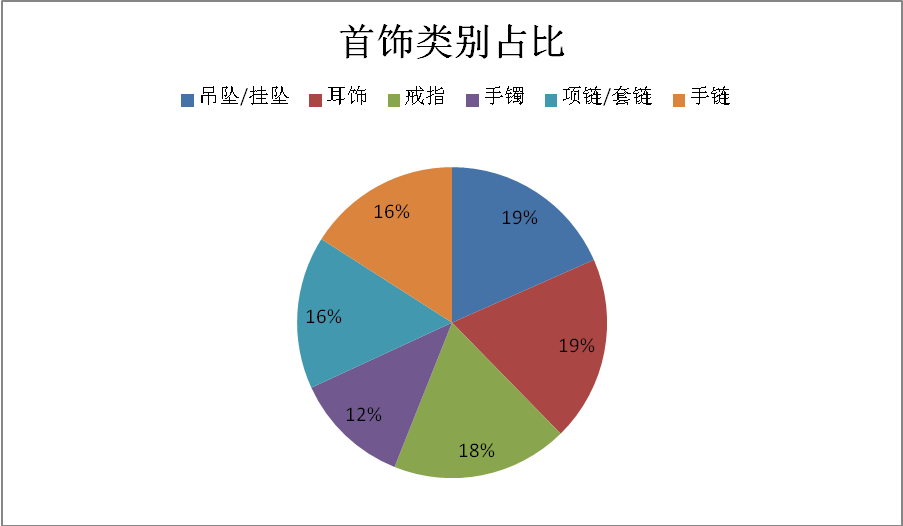 首饰类别占比
吊坠/挂坠 耳饰 戒指 手镯 项链/套链 手链
16% 19%
16% 19%
12% 18%